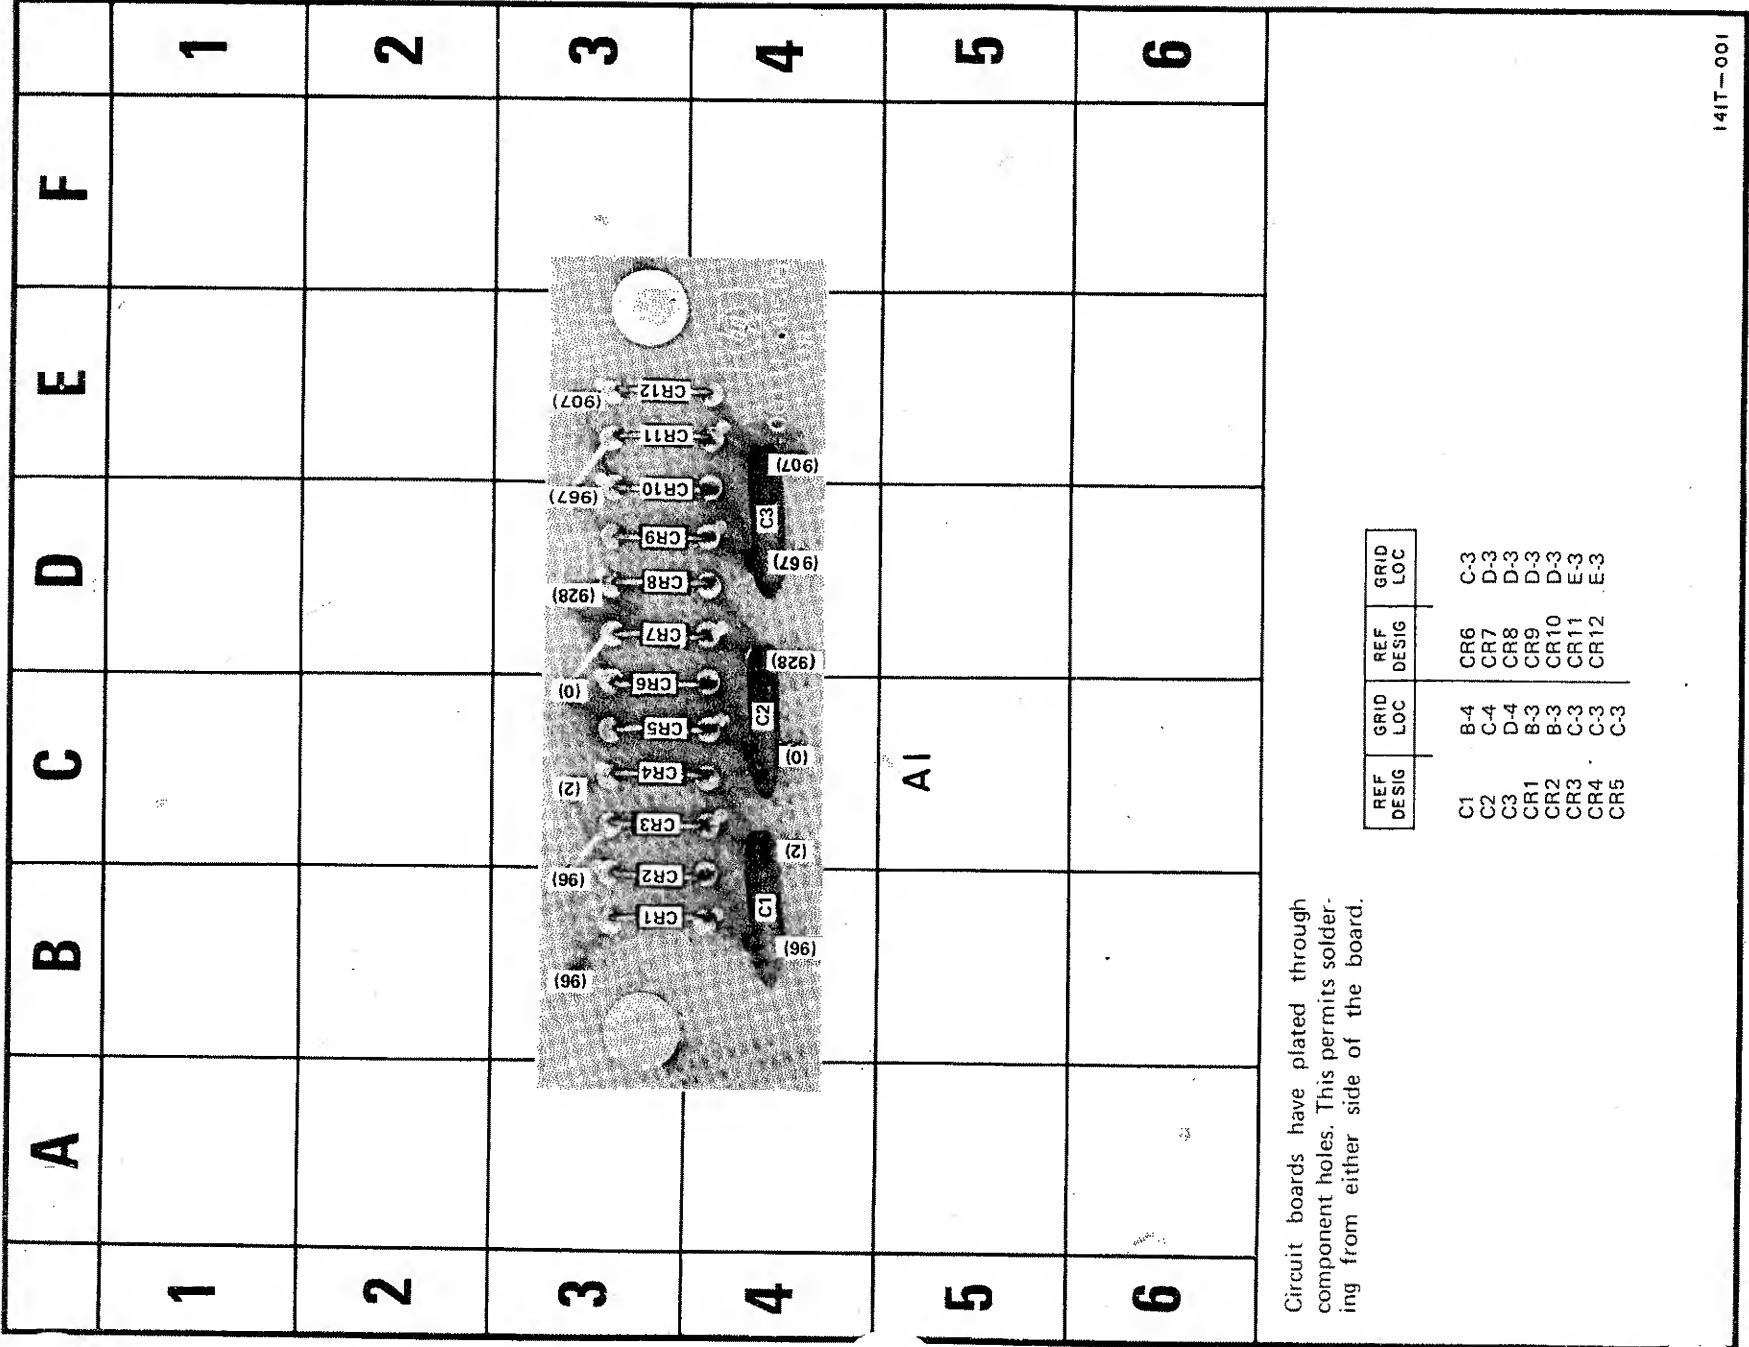 A B C D E F
1 1
2 2
3 3
4 4
5 5
6 6
(96) (96) (2) (0) (928) (967) (907)
CR1 CR2 CR3 CR4 CR5 CR6 CR7 CR8 CR9 CR10 CR11 CR12
C1 C2 C3
(96) (2) (0) (928) (967) (907)
A1
Circuit boards have plated through
component holes. This permits solder-
ing from either side of the board.
REF DESIG GRID LOC REF DESIG GRID LOC
C1 B-4 CR6 C-3
C2 C-4 CR7 D-3
C3 D-4 CR8 D-3
CR1 B-3 CR9 D-3
CR2 B-3 CR10 D-3
CR3 C-3 CR11 E-3
CR4 C-3 CR12 E-3
CR5 C-3
141T-001